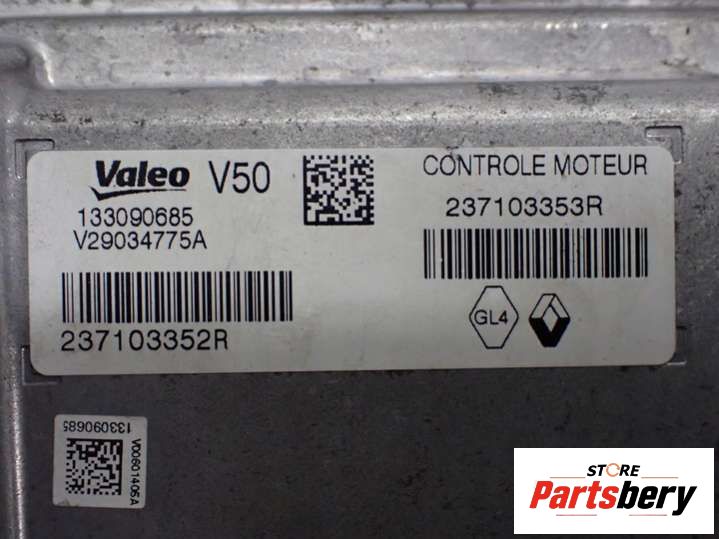 Valeo V50
133090685
V29034775A
237103352R
CONTROLE MOTEUR
237103353R
GL4
133090685
V00601405A
STORE
Partsbery